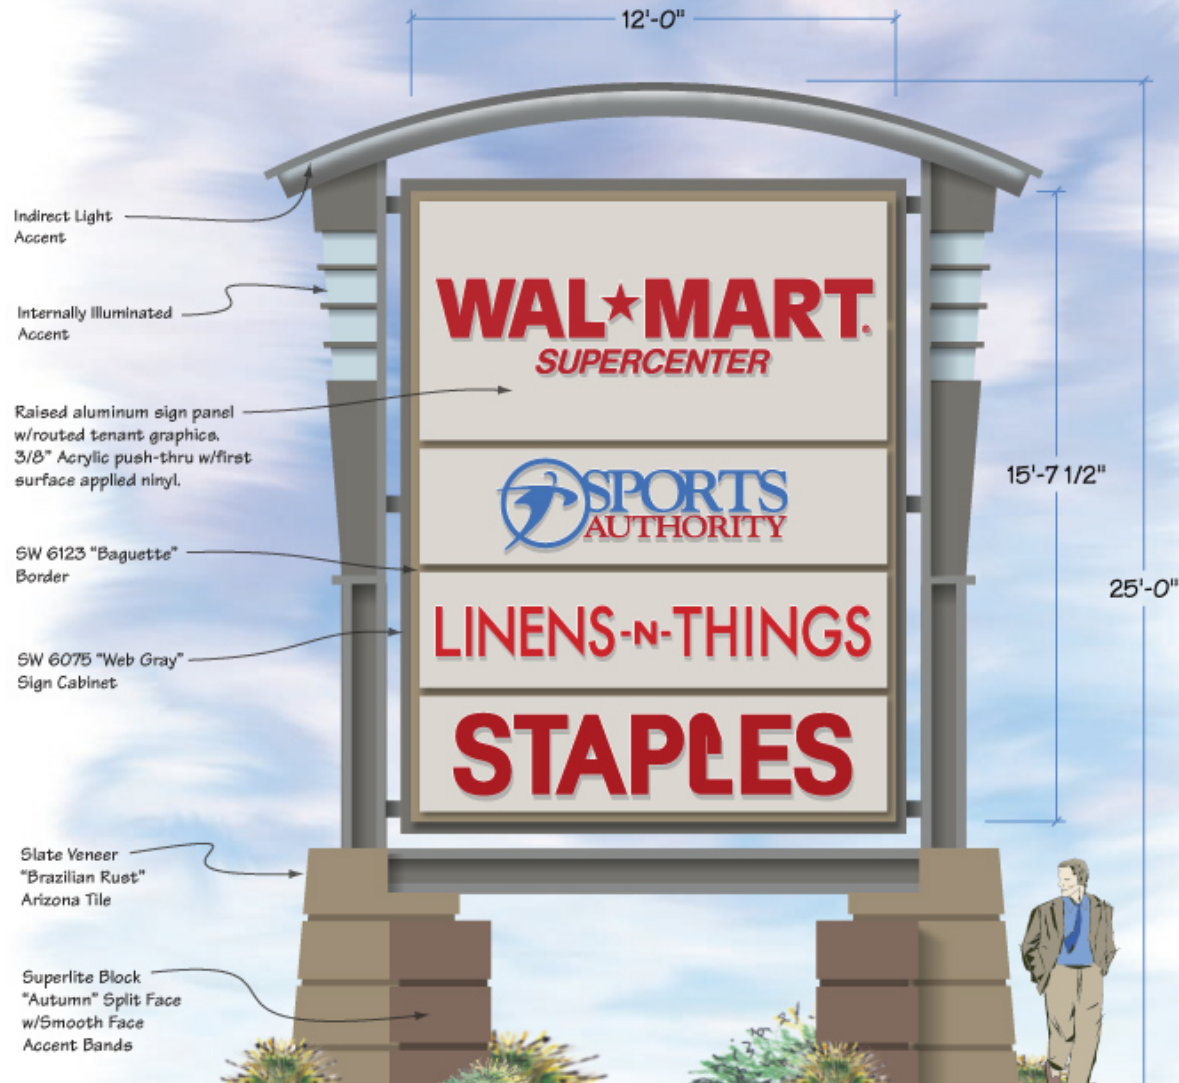 12'-0"
Indirect Light
Accent
Internally Illuminated
Accent
Raised aluminum sign panel
w/routed tenant graphics.
3/8" Acrylic push-thru w/first
surface applied ninyl.
SW 6123 "Baguette"
Border
SW 6075 "Web Gray"
Sign Cabinet
Slate Veneer
"Brazilian Rust"
Arizona Tile
Superlite Block
"Autumn" Split Face
w/Smooth Face
Accent Bands
WAL★MART.
SUPERCENTER
SPORTS
AUTHORITY
LINENS-N-THINGS
STAPLES
15'-7 1/2"
25'-0"